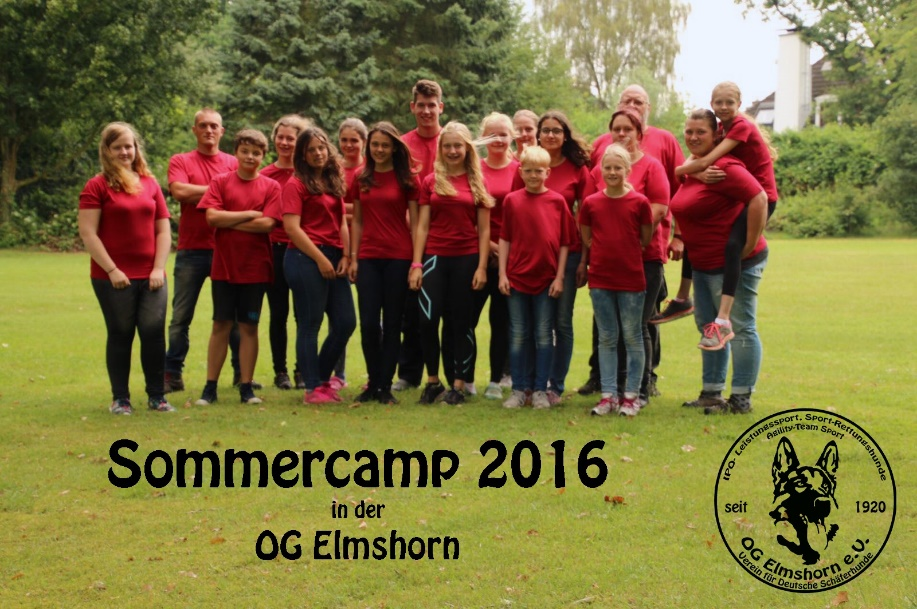 Sommercamp 2016
in der
OG Elmshorn
IPO- Leistungssport, Sport-Rettungshunde
Agility-Team Sport
seit 1920
OG Elmshorn e.V.
Verein für Deutsche Schäferhunde